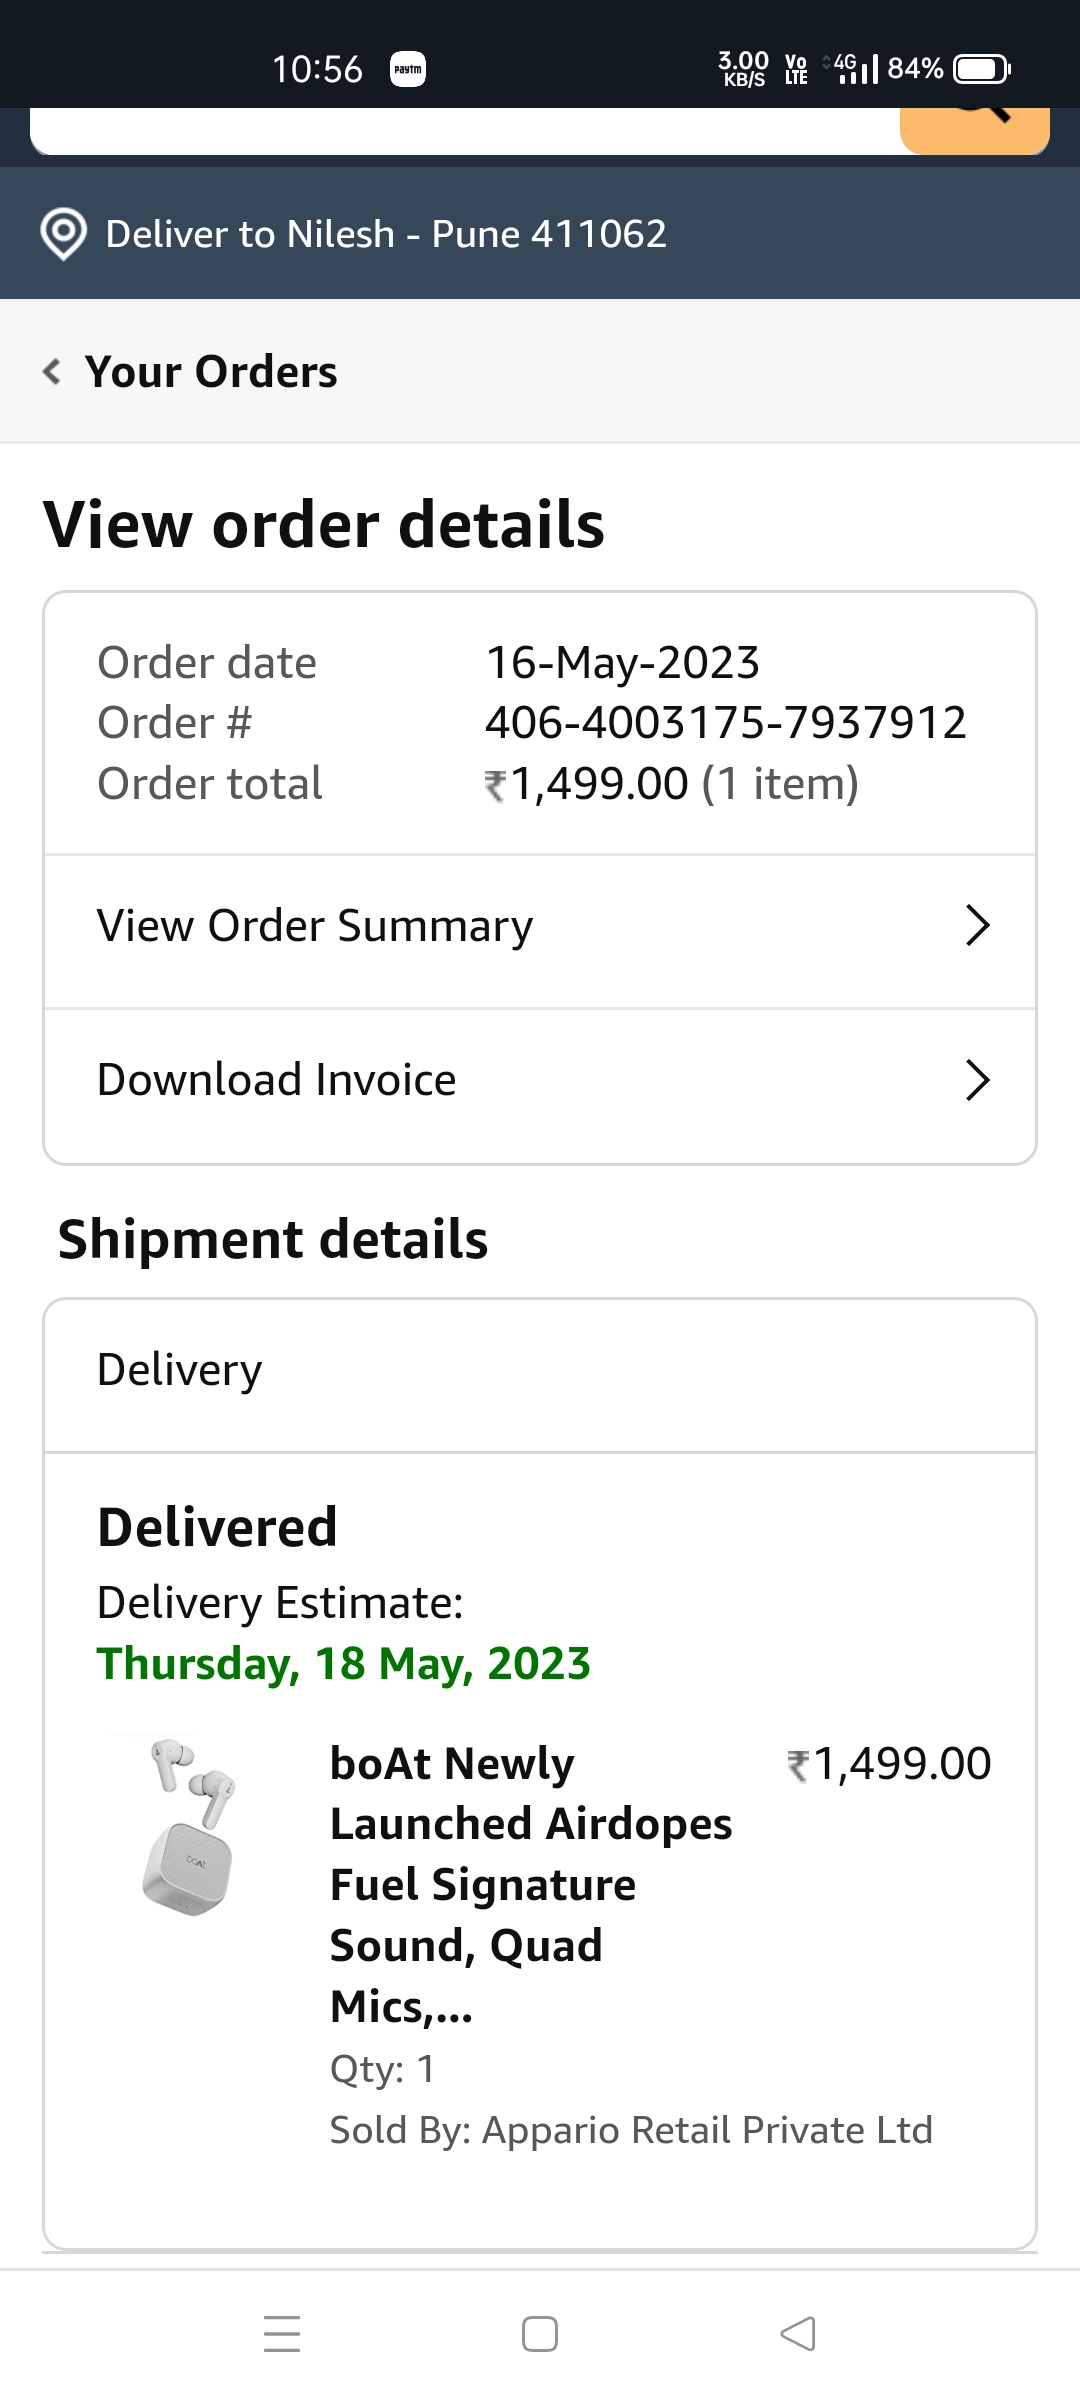 10:56 paytm 3.00 KB/S Vo LTE 4G 84%
Deliver to Nilesh - Pune 411062
Your Orders
View order details
Order date 16-May-2023
Order # 406-4003175-7937912
Order total ₹1,499.00 (1 item)
View Order Summary
Download Invoice
Shipment details
Delivery
Delivered
Delivery Estimate:
Thursday, 18 May, 2023
boAt Newly ₹1,499.00
Launched Airdopes
Fuel Signature
Sound, Quad
Mics,...
boAt
Qty: 1
Sold By: Appario Retail Private Ltd